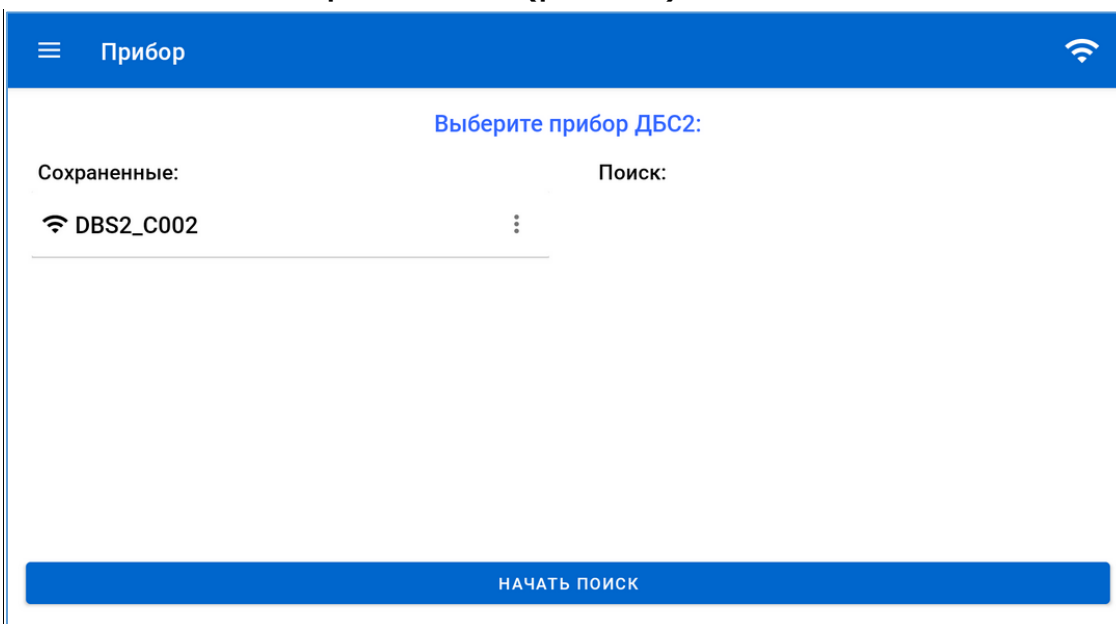 Прибор
Выберите прибор ДБС2:
Сохраненные:
Поиск:
DBS2_C002
НАЧАТЬ ПОИСК